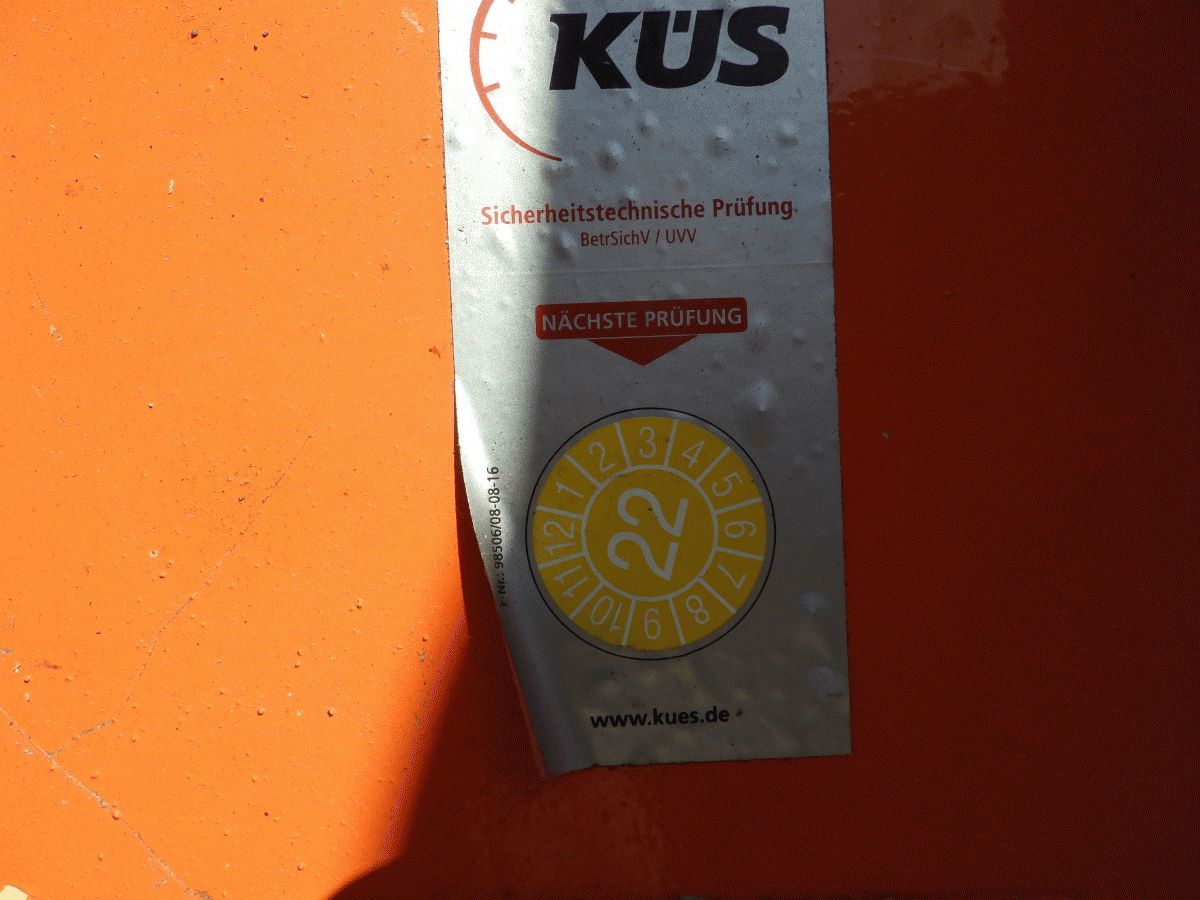 KÜS
Sicherheitstechnische Prüfung
BetrSichV / UVV
NÄCHSTE PRÜFUNG
1 2 3 4 5 6 7 8 9 10 11 12
22
Nr.: 98506/08-08-16
www.kues.de